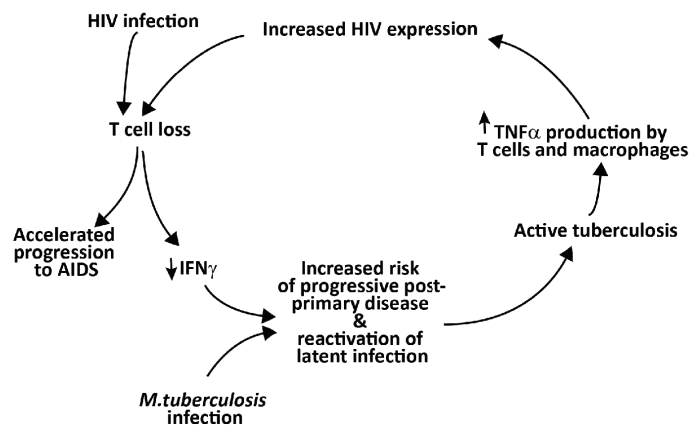 HIV infection
Increased HIV expression
T cell loss
↑ TNFα production by
T cells and macrophages
Accelerated
progression
to AIDS
↓ IFNγ
Increased risk
of progressive post-
primary disease
&
reactivation of
latent infection
Active tuberculosis
M.tuberculosis
infection